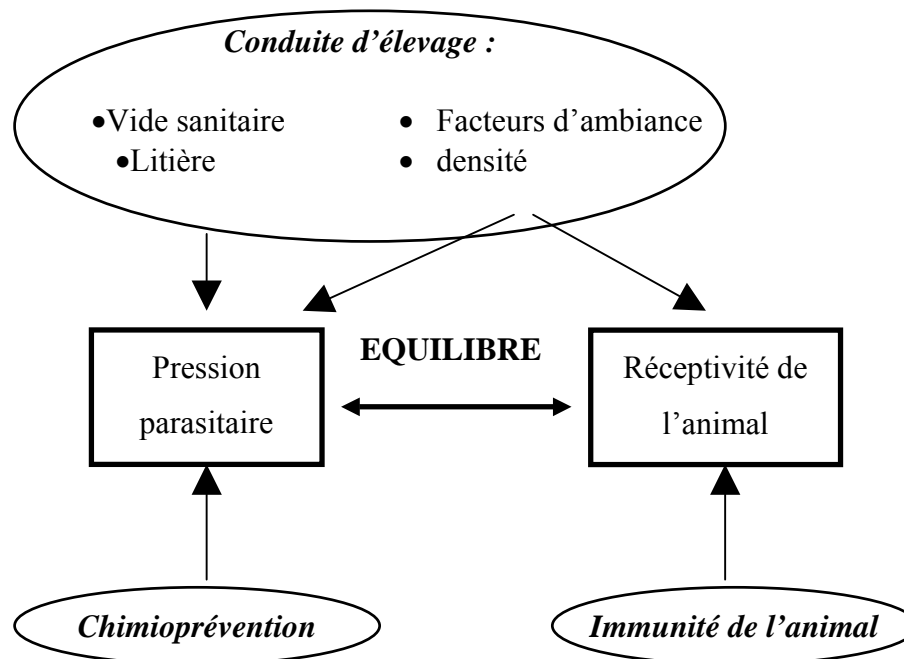 Conduite d’élevage :
•Vide sanitaire
•Litière
• Facteurs d’ambiance
• densité
EQUILIBRE
Pression
parasitaire
Réceptivité de
l’animal
Chimioprévention
Immunité de l’animal